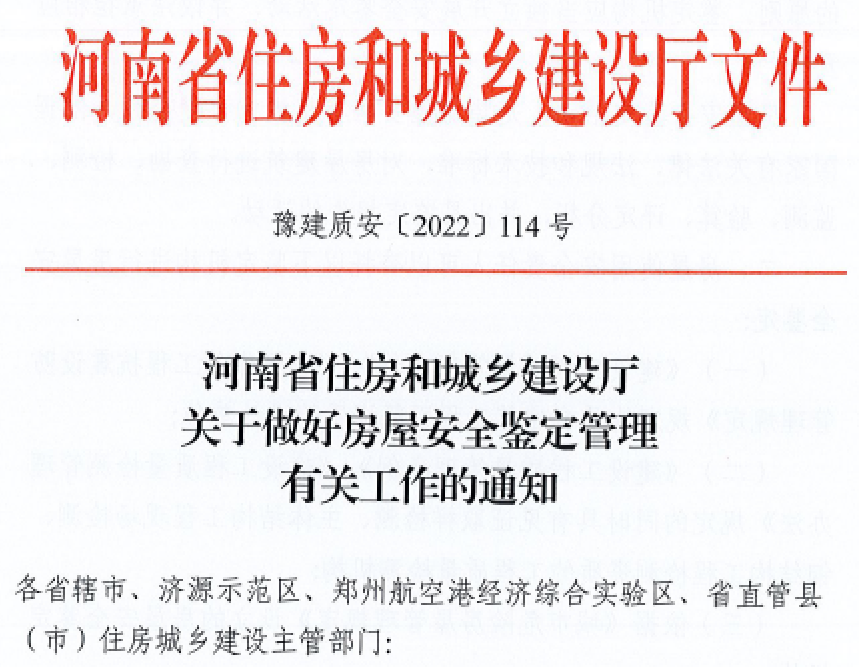 河南省住房和城乡建设厅文件
豫建质安〔2022〕114号
河南省住房和城乡建设厅
关于做好房屋安全鉴定管理
有关工作的通知
各省辖市、济源示范区、郑州航空港经济综合实验区、省直管县
（市）住房城乡建设主管部门：